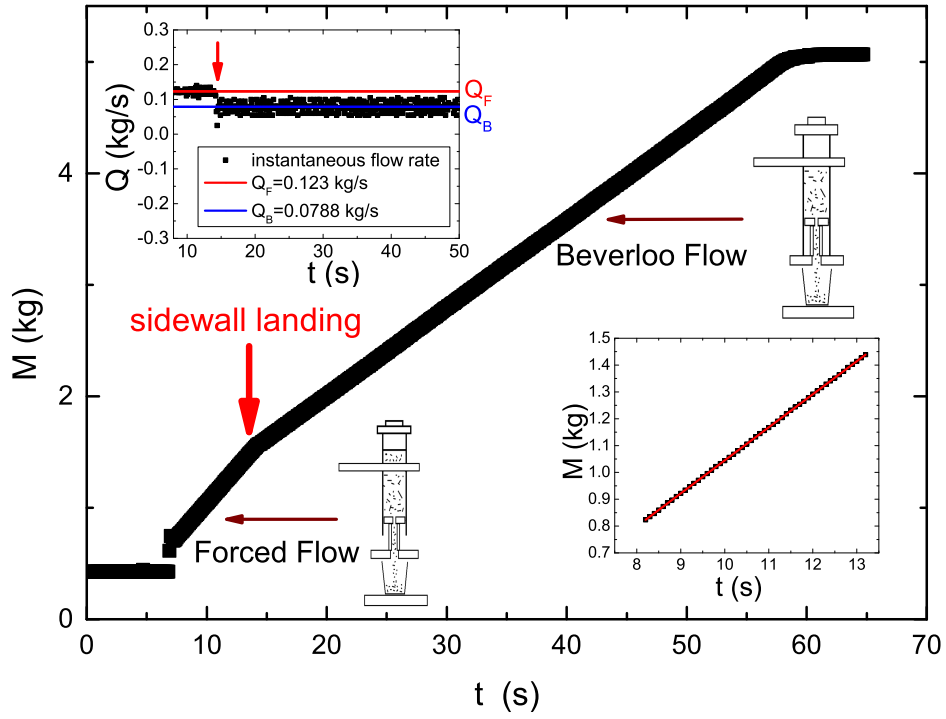 0.3
0.2
0.1
0.0
-0.1
-0.2
-0.3
Q (kg/s)
instantaneous flow rate
Q_F=0.123 kg/s
Q_B=0.0788 kg/s
Q_F
Q_B
10
20
30
40
50
t (s)
Beverloo Flow
sidewall landing
Forced Flow
1.5
1.4
1.3
1.2
1.1
1.0
0.9
0.8
0.7
M (kg)
8
9
10
11
12
13
t (s)
4
2
0
M (kg)
0
10
20
30
40
50
60
70
t (s)